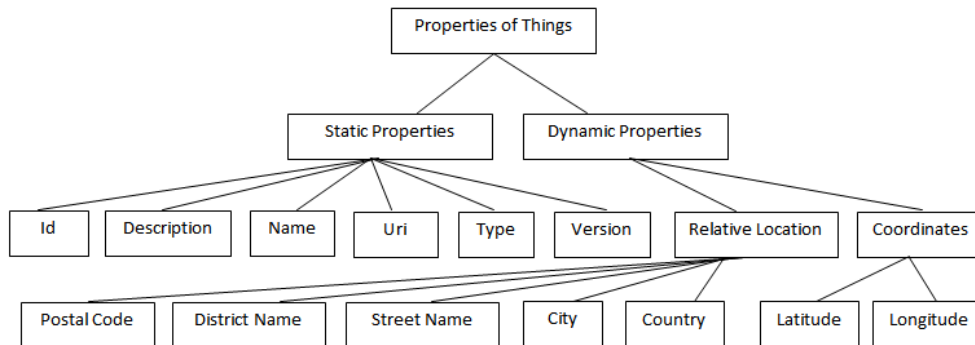 Properties of Things
Static Properties
Dynamic Properties
Id
Description
Name
Uri
Type
Version
Relative Location
Coordinates
Postal Code
District Name
Street Name
City
Country
Latitude
Longitude